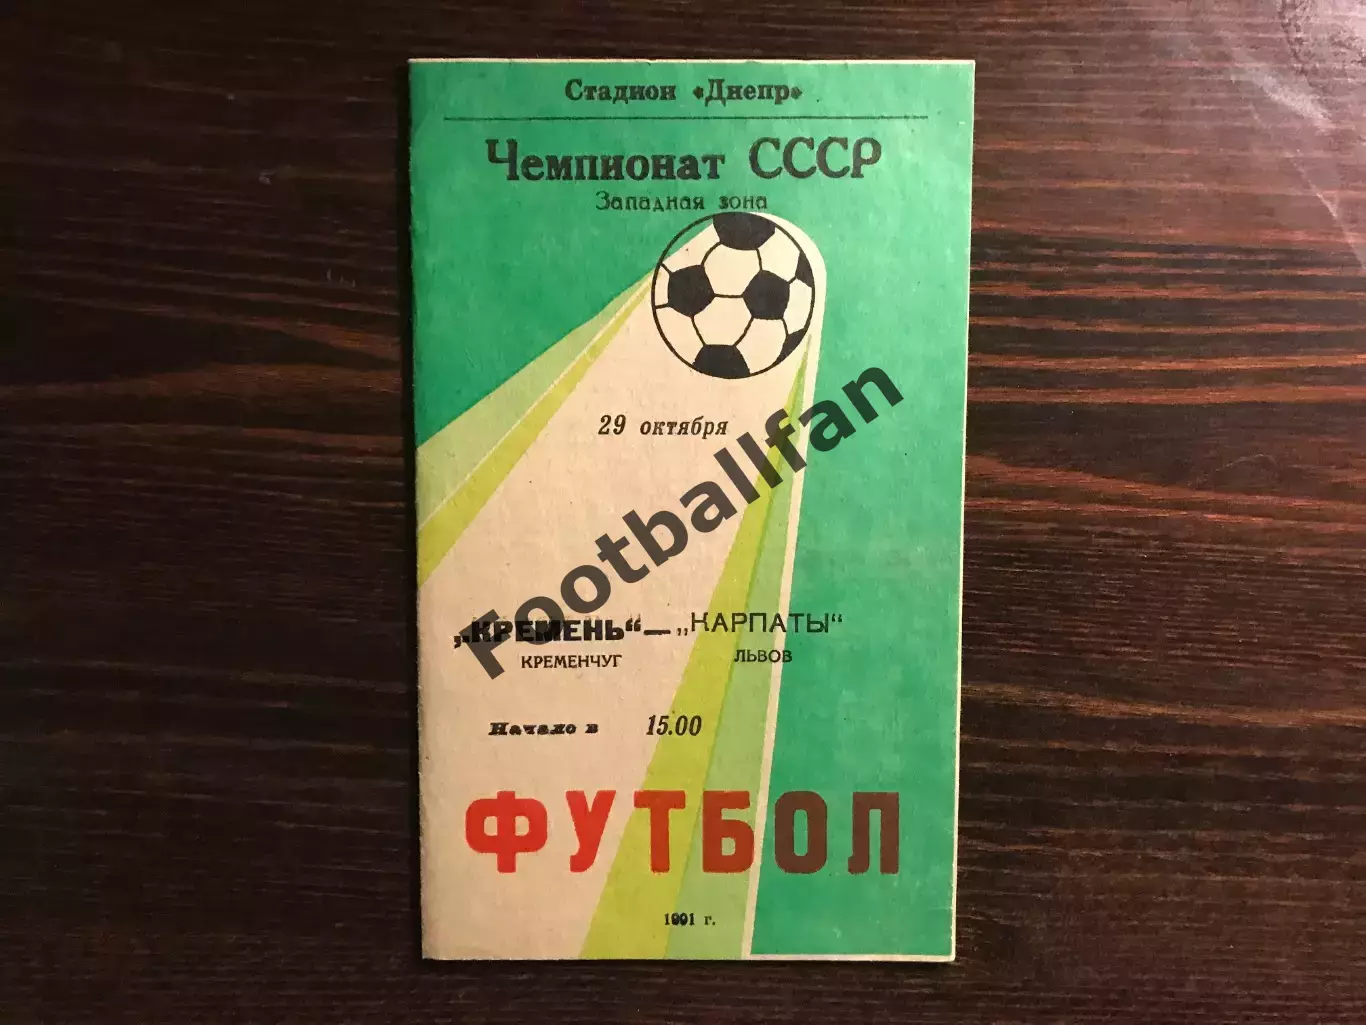 Стадион «Днепр»
Чемпионат СССР
Западная зона
29 октября
„КРЕМЕНЬ“ — „КАРПАТЫ“
КРЕМЕНЧУГ ЛЬВОВ
Начало в 15.00
ФУТБОЛ
1991 г.
Footballfan